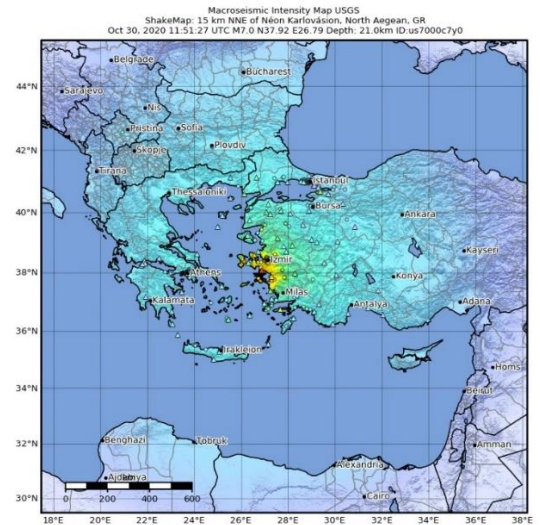 Macroseismic Intensity Map USGS
ShakeMap: 15 km NNE of Néon Karlovásion, North Aegean, GR
Oct 30, 2020 11:51:27 UTC M7.0 N37.92 E26.79 Depth: 21.0km ID:us7000c7y0
Belgrade
Bucharest
44°N
Sarajevo
Nis
Pristina
Sofia
Skopje
Plovdiv
42°N
Tirana
Istanbul
Thessaloniki
Bursa
40°N
Ankara
Kayseri
Izmir
38°N
Athens
Konya
Milas
Kalamata
Antalya
Adana
36°N
Irakleion
Homs
34°N
Beirut
32°N
Benghazi
Tobruk
Amman
Alexandria
km
30°N
0 200 400 600
Cairo
18°E 20°E 22°E 24°E 26°E 28°E 30°E 32°E 34°E 36°E 38°E